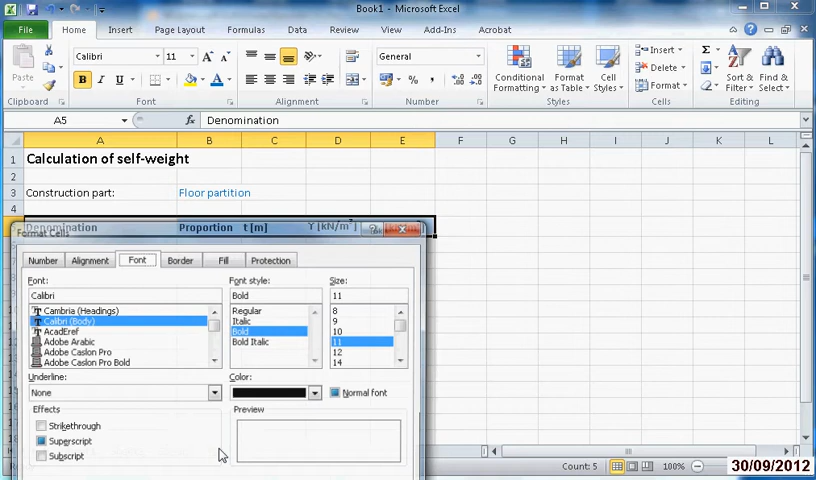 Book1 - Microsoft Excel
File Home Insert Page Layout Formulas Data Review View Add-Ins Acrobat
Calibri 11 General Insert Σ
Paste B I U Conditional Formatting Format as Table Cell Styles Delete Sort & Filter Find & Select
Format
Clipboard Font Alignment Number Styles Cells Editing
A5 fx Denomination
A B C D E F G H I J K L
1 Calculation of self-weight
2
3 Construction part: Floor partition
4
Denomination Proportion t [m] ϒ [kN/m³]
Format Cells
Number Alignment Font Border Fill Protection
Font: Font style: Size:
Calibri Bold 11
Cambria (Headings) Regular 8
Calibri (Body) Italic 9
AcadEref Bold 10
Adobe Arabic Bold Italic 11
Adobe Caslon Pro 12
Adobe Caslon Pro Bold 14
Underline: Color:
None Normal font
Effects Preview
Strikethrough
Superscript
Subscript
Count: 5 100% 30/09/2012